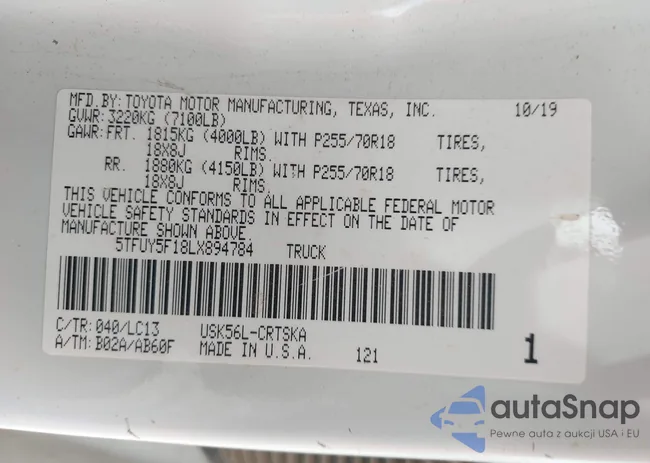 MFD.BY: TOYOTA MOTOR MANUFACTURING, TEXAS, INC. 10/19
GVWR: 3220KG (7100LB)
GAWR: FRT. 1815KG (4000LB) WITH P255/70R18 TIRES,
18X8J RIMS.
RR. 1880KG (4150LB) WITH P255/70R18 TIRES,
18X8J RIMS.
THIS VEHICLE CONFORMS TO ALL APPLICABLE FEDERAL MOTOR
VEHICLE SAFETY STANDARDS IN EFFECT ON THE DATE OF
MANUFACTURE SHOWN ABOVE.
5TFUY5F18LX894784 TRUCK
C/TR: 040/LC13 USK56L-CRTSKA
A/TM: B02A/AB60F MADE IN U.S.A. 121 1
autoSnap
Pewne auta z aukcji USA i EU